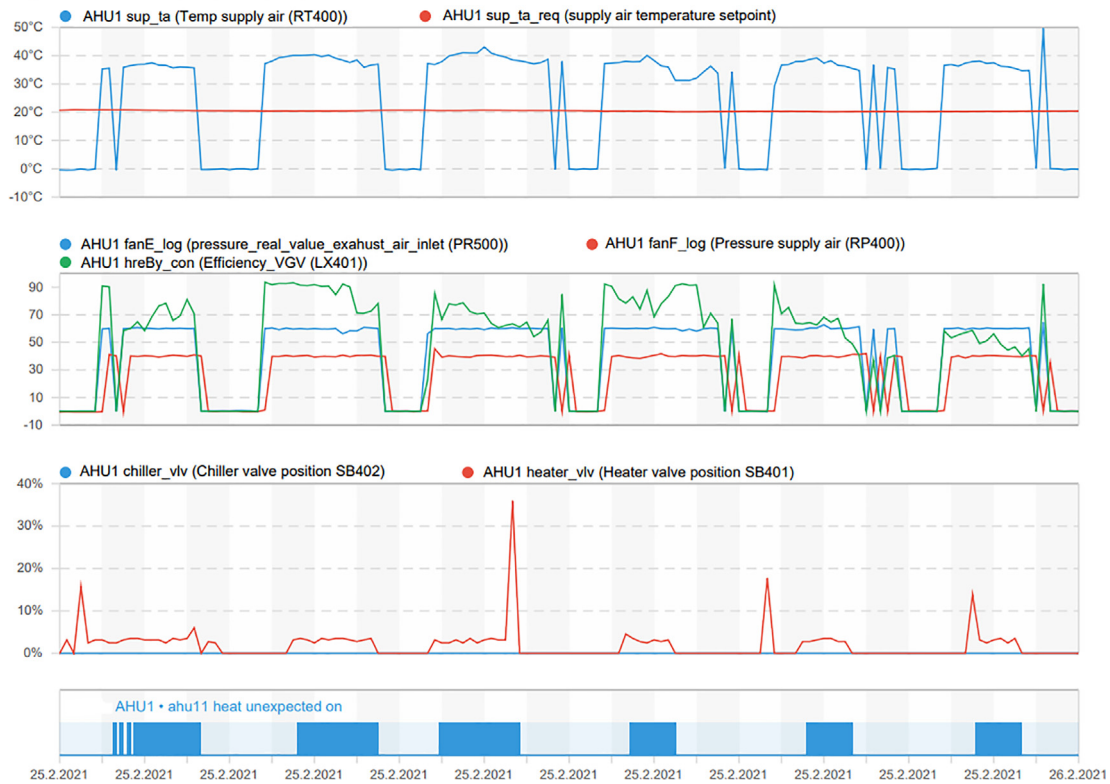 AHU1 sup_ta (Temp supply air (RT400)) AHU1 sup_ta_req (supply air temperature setpoint)
50°C
40°C
30°C
20°C
10°C
0°C
-10°C
AHU1 fanE_log (pressure_real_value_exahust_air_inlet (PR500)) AHU1 fanF_log (Pressure supply air (RP400))
AHU1 hreBy_con (Efficiency_VGV (LX401))
90
70
50
30
10
-10
AHU1 chiller_vlv (Chiller valve position SB402) AHU1 heater_vlv (Heater valve position SB401)
40%
30%
20%
10%
0%
AHU1 • ahu11 heat unexpected on
25.2.2021 25.2.2021 25.2.2021 25.2.2021 25.2.2021 25.2.2021 25.2.2021 25.2.2021 25.2.2021 25.2.2021 25.2.2021 25.2.2021 26.2.2021